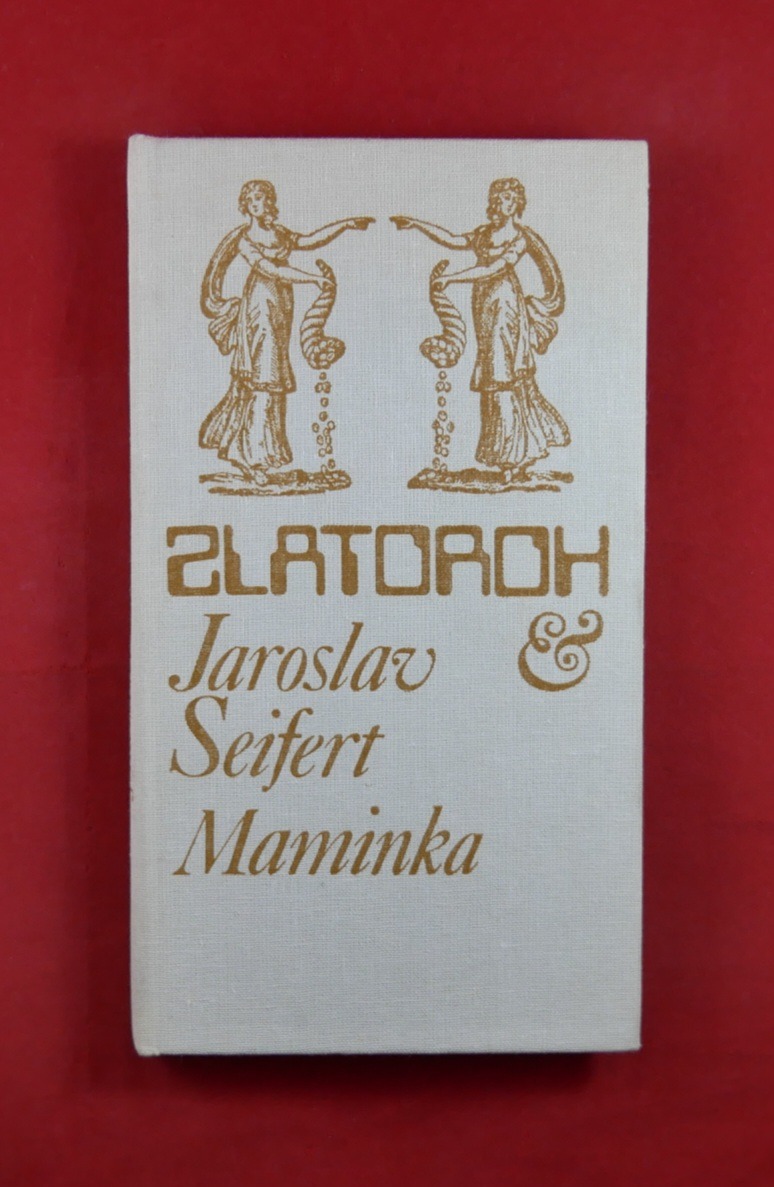 ZLATOROH
Jaroslav &
Seifert
Maminka